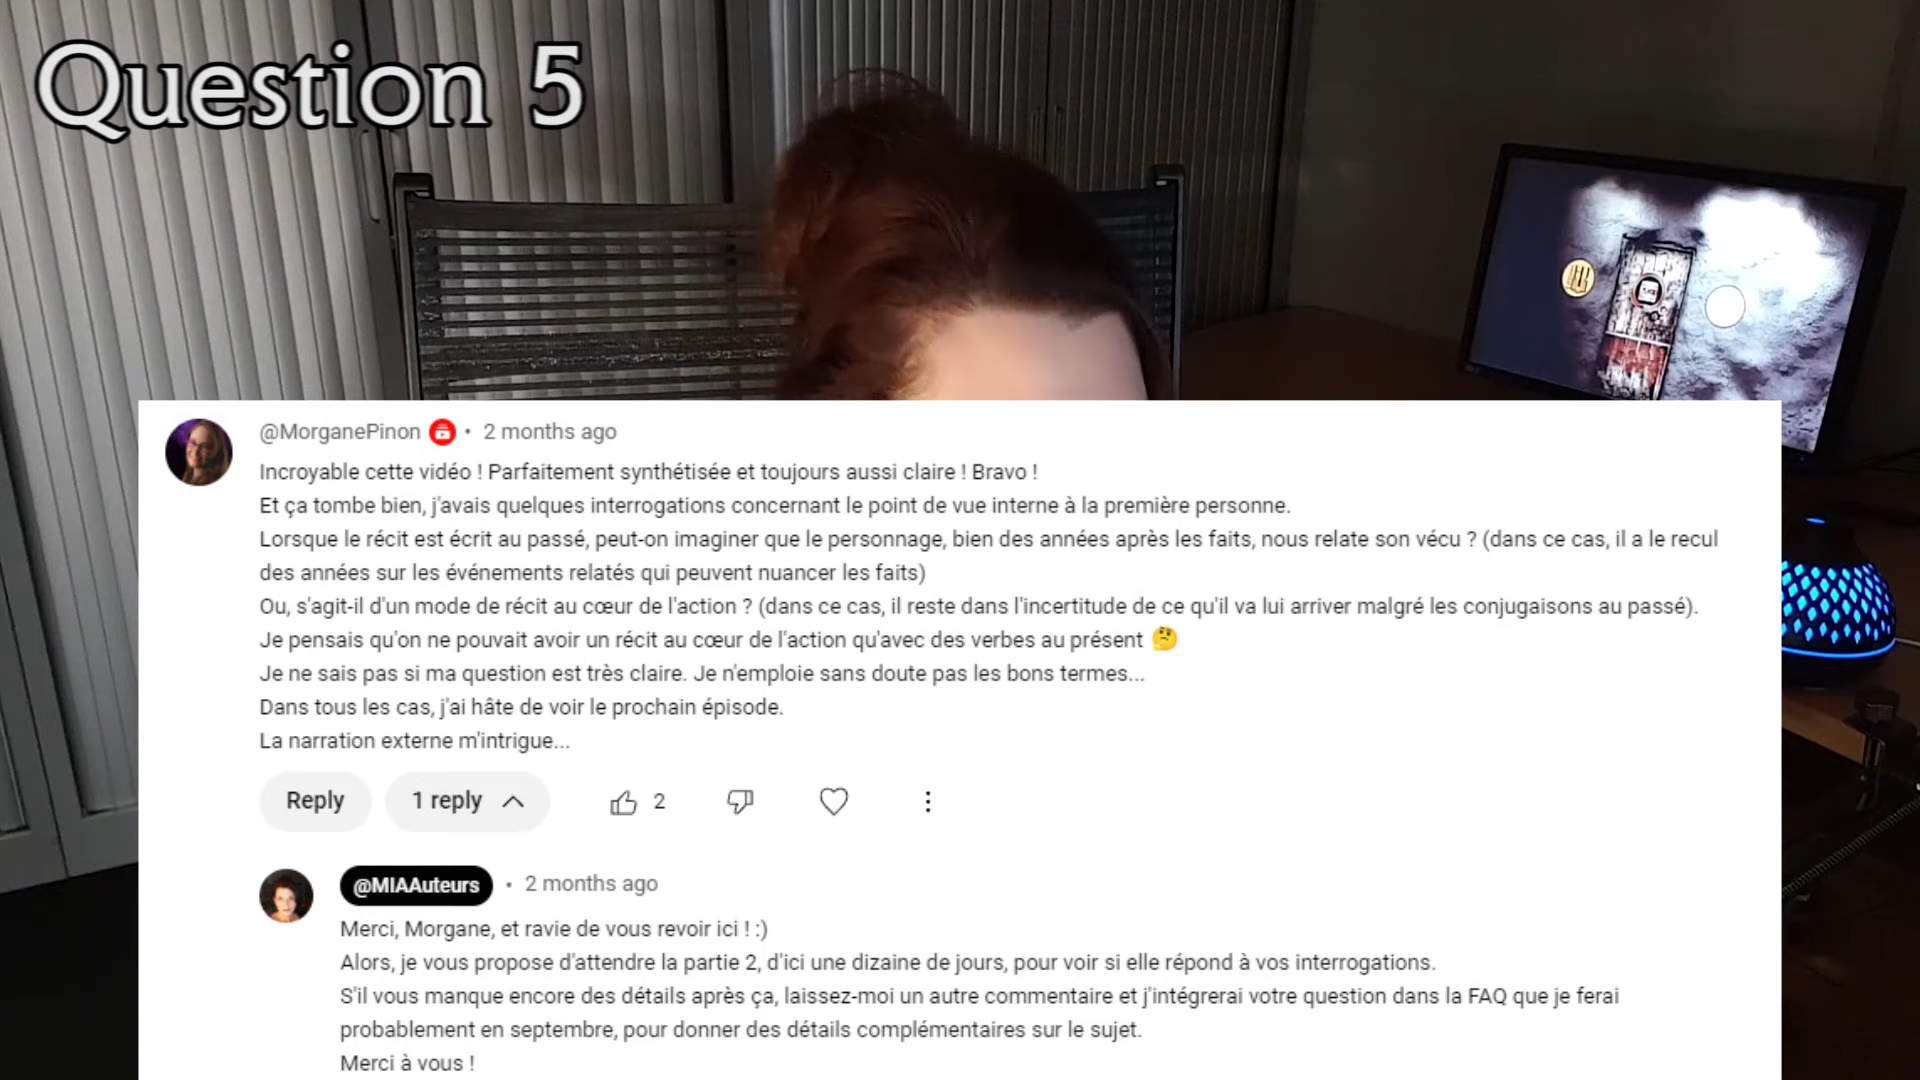 Question 5
@MorganePinon • 2 months ago
Incroyable cette vidéo ! Parfaitement synthétisée et toujours aussi claire ! Bravo !
Et ça tombe bien, j'avais quelques interrogations concernant le point de vue interne à la première personne.
Lorsque le récit est écrit au passé, peut-on imaginer que le personnage, bien des années après les faits, nous relate son vécu ? (dans ce cas, il a le recul
des années sur les événements relatés qui peuvent nuancer les faits)
Ou, s'agit-il d'un mode de récit au cœur de l'action ? (dans ce cas, il reste dans l'incertitude de ce qu'il va lui arriver malgré les conjugaisons au passé).
Je pensais qu'on ne pouvait avoir un récit au cœur de l'action qu'avec des verbes au présent 🤔
Je ne sais pas si ma question est très claire. Je n'emploie sans doute pas les bons termes...
Dans tous les cas, j'ai hâte de voir le prochain épisode.
La narration externe m'intrigue...
Reply 1 reply 2
@MIAAuteurs • 2 months ago
Merci, Morgane, et ravie de vous revoir ici ! :)
Alors, je vous propose d'attendre la partie 2, d'ici une dizaine de jours, pour voir si elle répond à vos interrogations.
S'il vous manque encore des détails après ça, laissez-moi un autre commentaire et j'intégrerai votre question dans la FAQ que je ferai
probablement en septembre, pour donner des détails complémentaires sur le sujet.
Merci à vous !